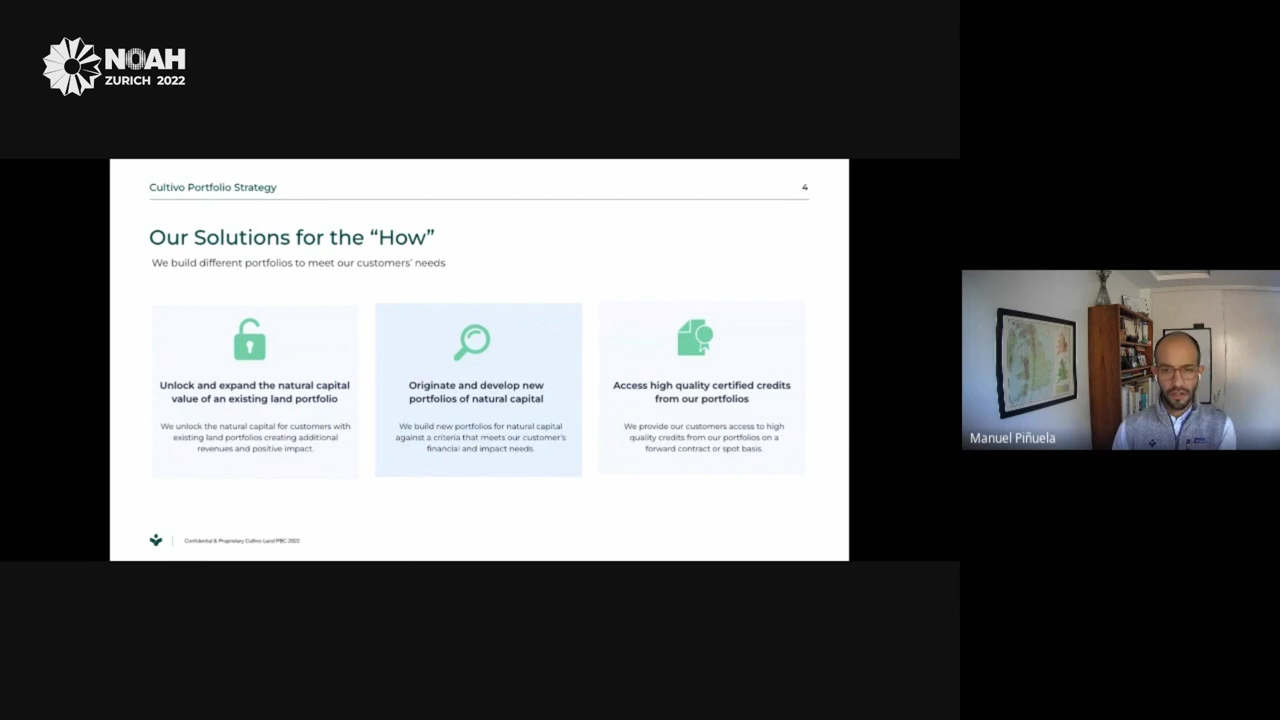 NOAH
ZURICH 2022
Cultivo Portfolio Strategy
4
Our Solutions for the “How”
We build different portfolios to meet our customers’ needs
Unlock and expand the natural capital
value of an existing land portfolio
We unlock the natural capital for customers with
existing land portfolios creating additional
revenues and positive impact.
Originate and develop new
portfolios of natural capital
We build new portfolios for natural capital
against a criteria that meets our customer's
financial and impact needs.
Access high quality certified credits
from our portfolios
We provide our customers access to high
quality credits from our portfolios on a
forward contract or spot basis.
Confidential & Proprietary Cultivo Land PBC 2022
Manuel Piñuela